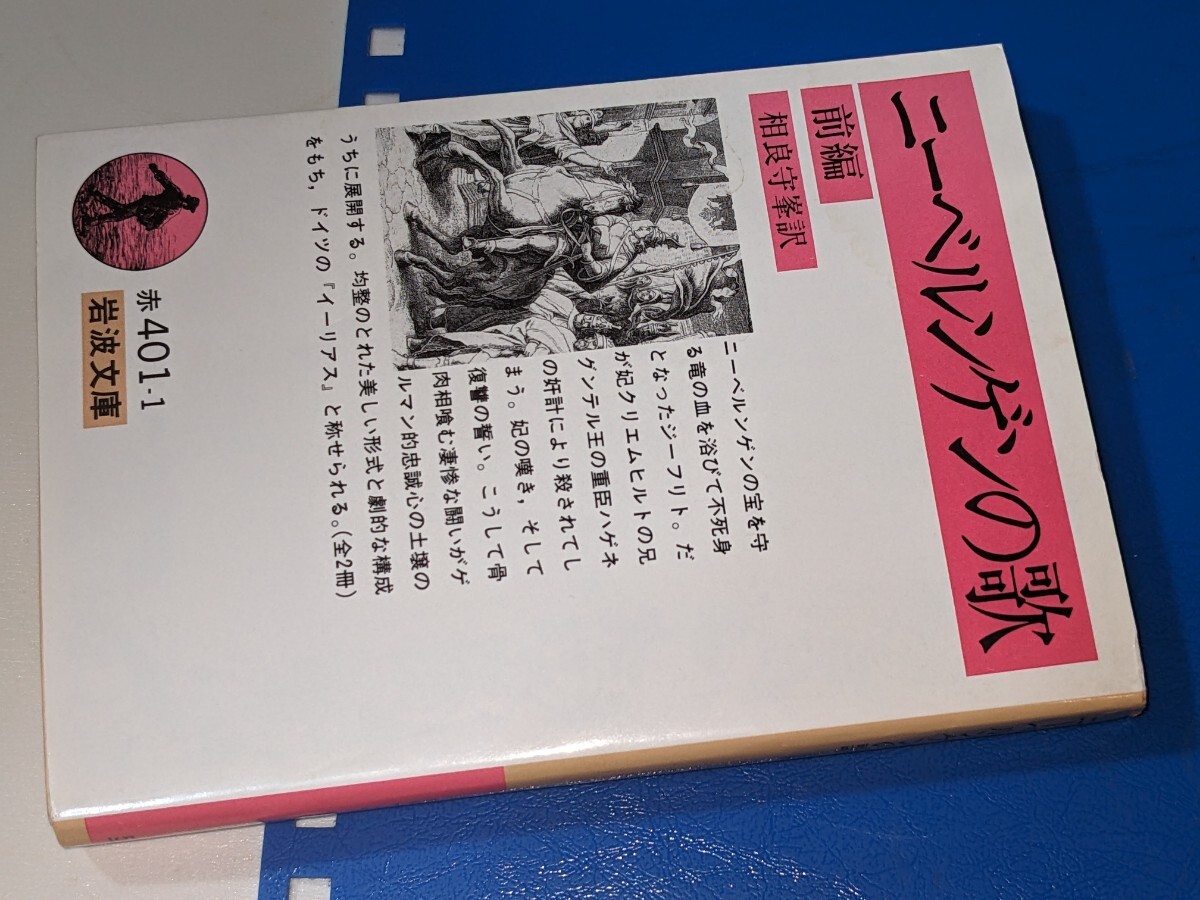 ニーベルンゲンの歌
前編
相良守峯訳
ニーベルンゲンの宝を守
る竜の血を浴びて不死身
となったジーフリト。だ
が妃クリエムヒルトの兄
グンテル王の重臣ハゲネ
の奸計により殺されてし
まう。妃の嘆き，そして
復讐の誓い。こうして骨
肉相喰む凄惨な闘いがゲ
ルマン的忠誠心の土壌の
うちに展開する。均整のとれた美しい形式と劇的な構成
をもち，ドイツの『イーリアス』と称せられる。(全2冊)
赤401-1
岩波文庫